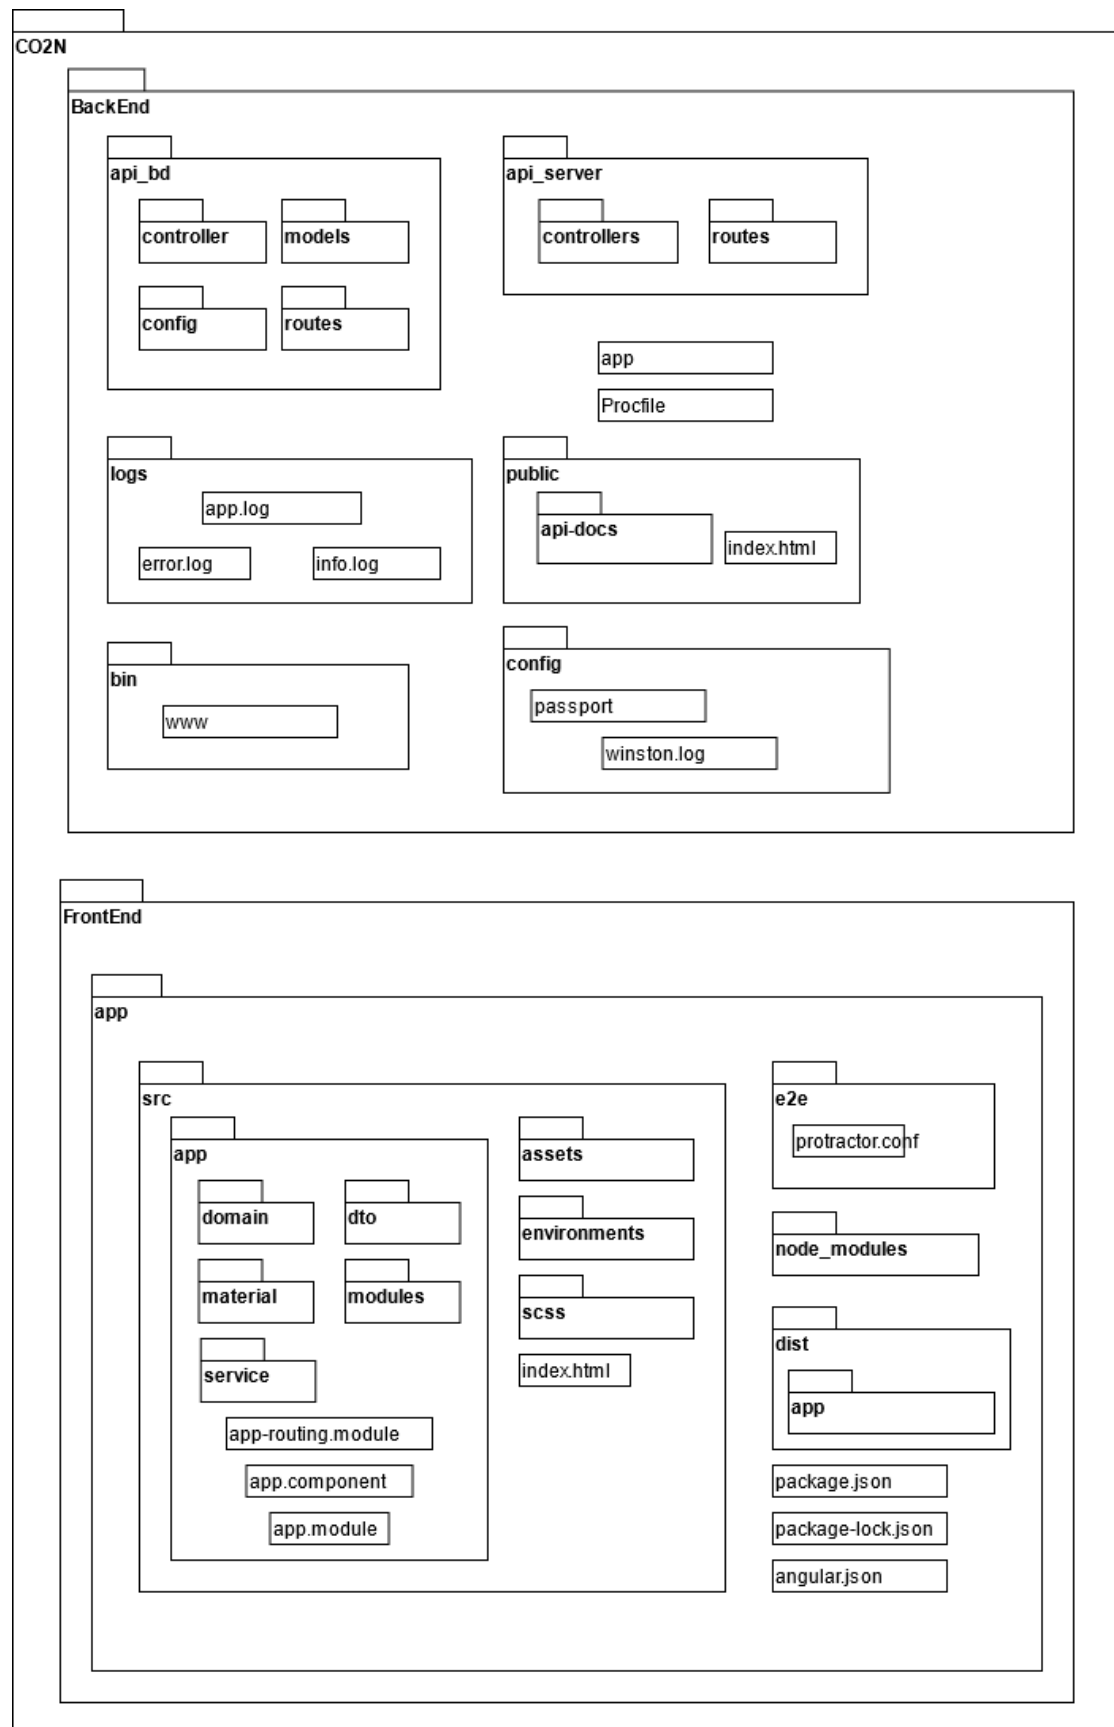 CO2N
BackEnd
api_bd
controller
models
config
routes
api_server
controllers
routes
app
Procfile
logs
app.log
error.log
info.log
public
api-docs
index.html
bin
www
config
passport
winston.log
FrontEnd
app
src
app
domain
dto
material
modules
service
app-routing.module
app.component
app.module
assets
environments
scss
index.html
e2e
protractor.conf
node_modules
dist
app
package.json
package-lock.json
angular.json